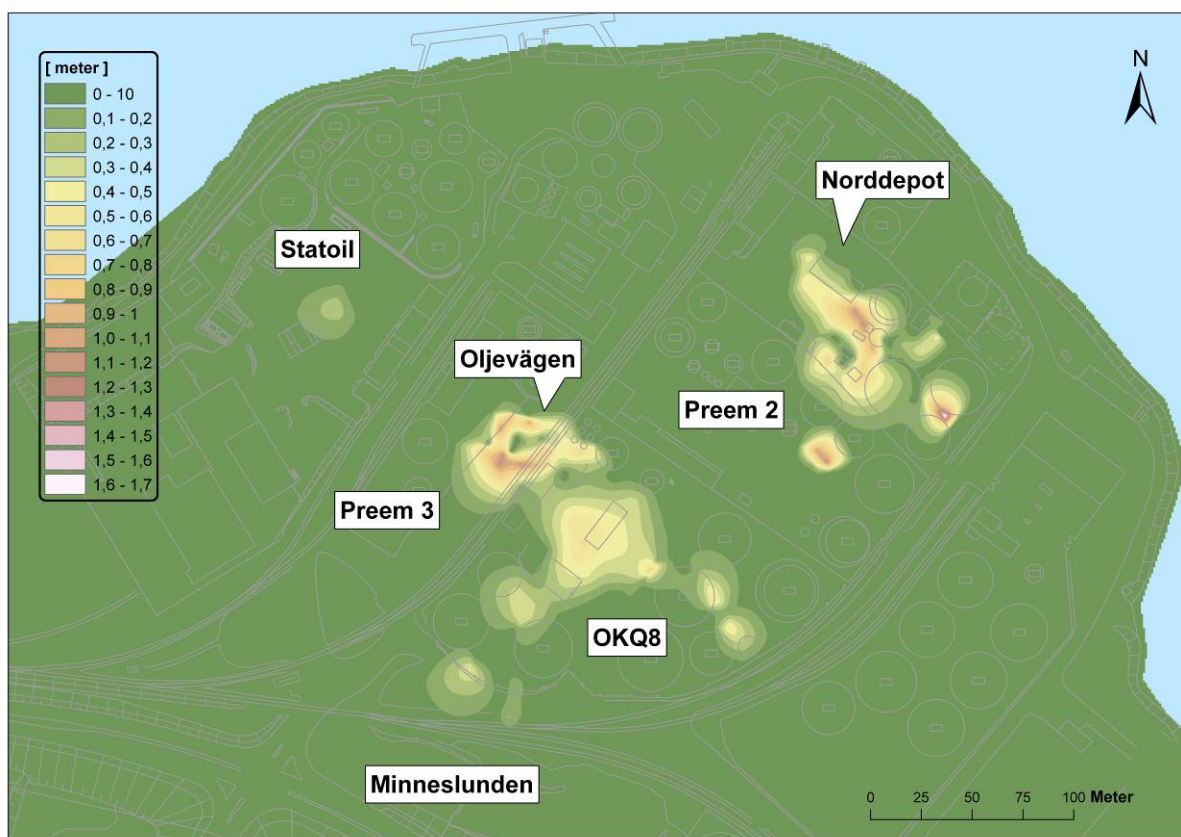 [ meter ]
0 - 10
0,1 - 0,2
0,2 - 0,3
0,3 - 0,4
0,4 - 0,5
0,5 - 0,6
0,6 - 0,7
0,7 - 0,8
0,8 - 0,9
0,9 - 1
1,0 - 1,1
1,1 - 1,2
1,2 - 1,3
1,3 - 1,4
1,4 - 1,5
1,5 - 1,6
1,6 - 1,7
N
Norddepot
Statoil
Oljevägen
Preem 2
Preem 3
OKQ8
Minneslunden
0 25 50 75 100 Meter